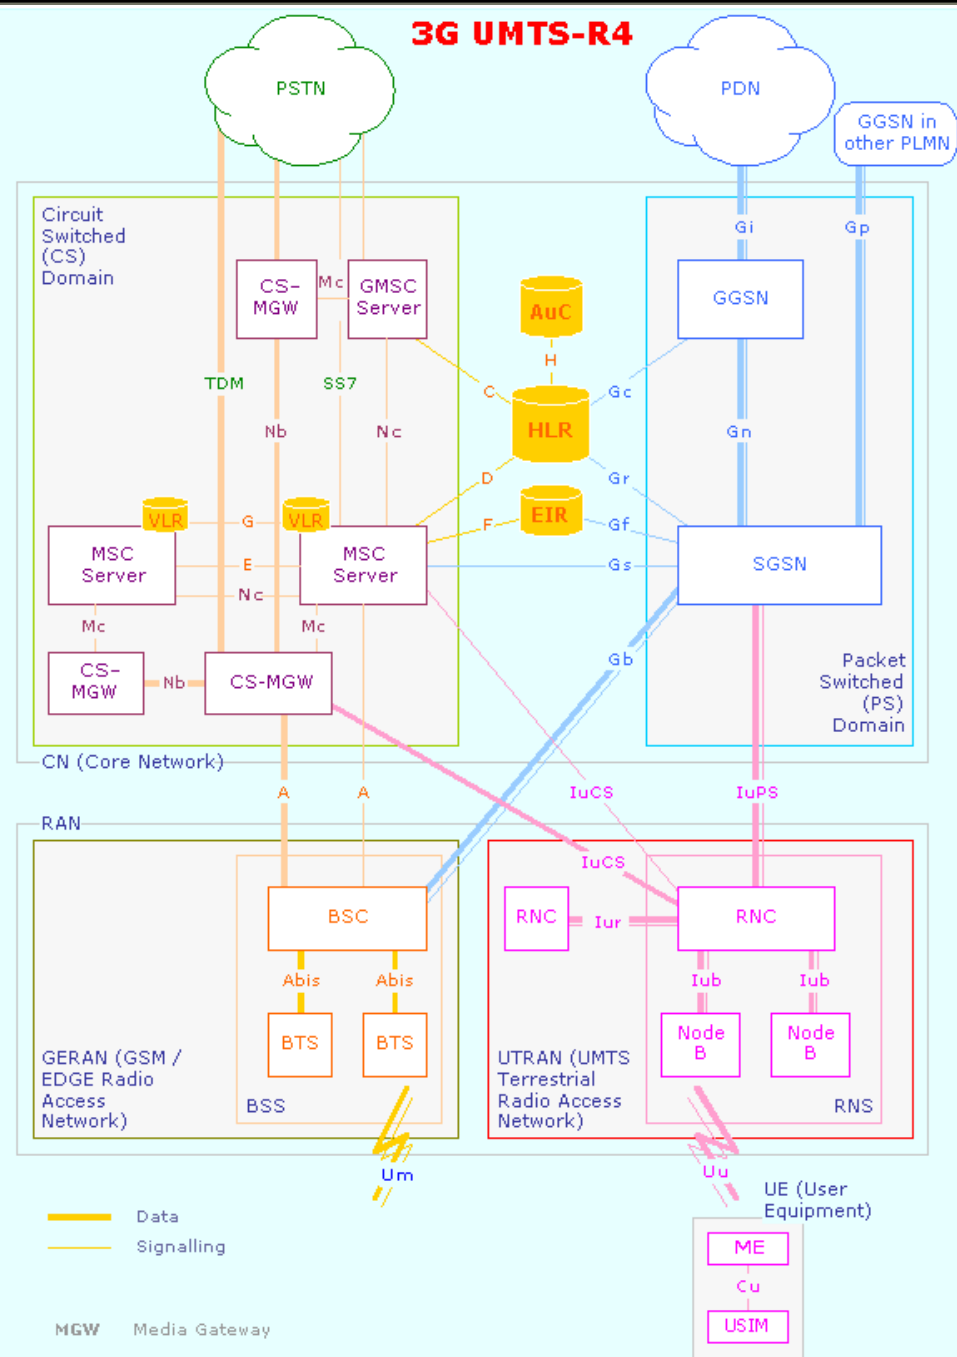 3G UMTS-R4
PSTN
PDN
GGSN in
other PLMN
Circuit
Switched
(CS)
Domain
Gi
Gp
CS-
MGW
Mc
GMSC
Server
AuC
GGSN
H
TDM
SS7
C
Gc
HLR
Nb
Nc
Gn
D
Gr
VLR
G
VLR
F
EIR
Gf
MSC
Server
E
MSC
Server
Gs
SGSN
Nc
Mc
Mc
Gb
CS-
MGW
Nb
CS-MGW
Packet
Switched
(PS)
Domain
CN (Core Network)
A
A
IuCS
IuPS
RAN
IuCS
BSC
RNC
Iur
RNC
Abis
Abis
Iub
Iub
BTS
BTS
Node
B
Node
B
GERAN (GSM /
EDGE Radio
Access
Network)
BSS
UTRAN (UMTS
Terrestrial
Radio Access
Network)
RNS
Um
Uu
UE (User
Equipment)
Data
Signalling
ME
Cu
USIM
MGW Media Gateway